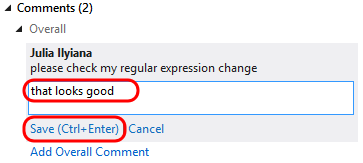 Comments (2)
Overall
Julia Ilyiana
please check my regular expression change
that looks good
Save (Ctrl+Enter) Cancel
Add Overall Comment